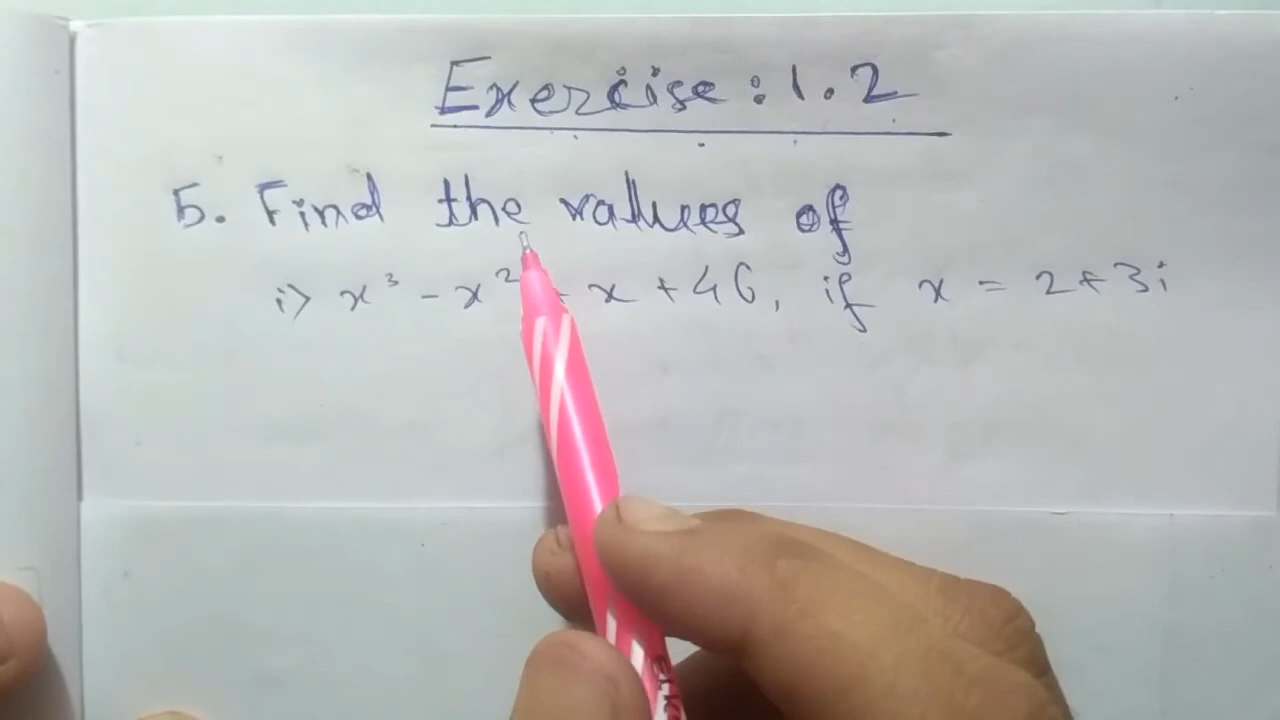 Exercise : 1.2
5. Find the values of
i> x³ - x² + x + 46, if x = 2+3i